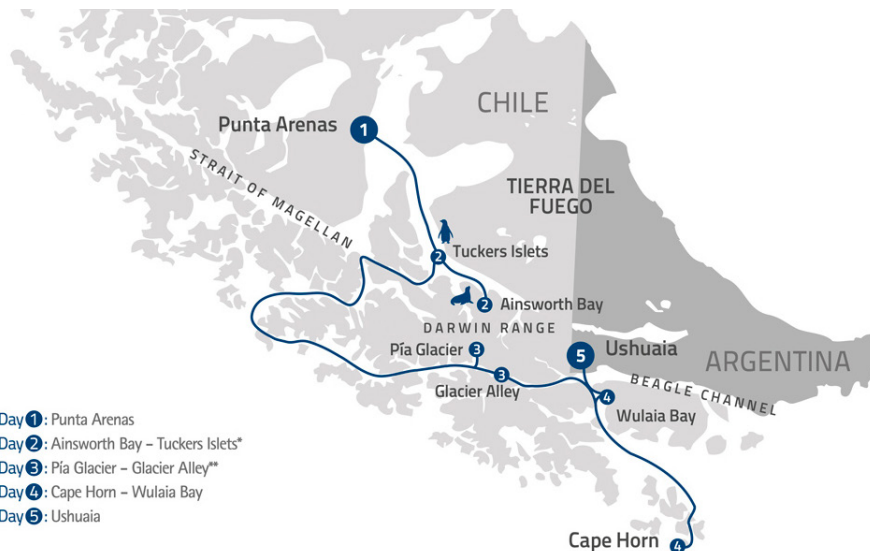 CHILE
Punta Arenas 1
STRAIT OF MAGELLAN
TIERRA DEL
FUEGO
Tuckers Islets
2
2 Ainsworth Bay
DARWIN RANGE
Pía Glacier 3
5 Ushuaia
ARGENTINA
3
Glacier Alley
BEAGLE CHANNEL
4
Wulaia Bay
Day 1: Punta Arenas
Day 2: Ainsworth Bay – Tuckers Islets*
Day 3: Pía Glacier – Glacier Alley**
Day 4: Cape Horn – Wulaia Bay
Day 5: Ushuaia
Cape Horn 4